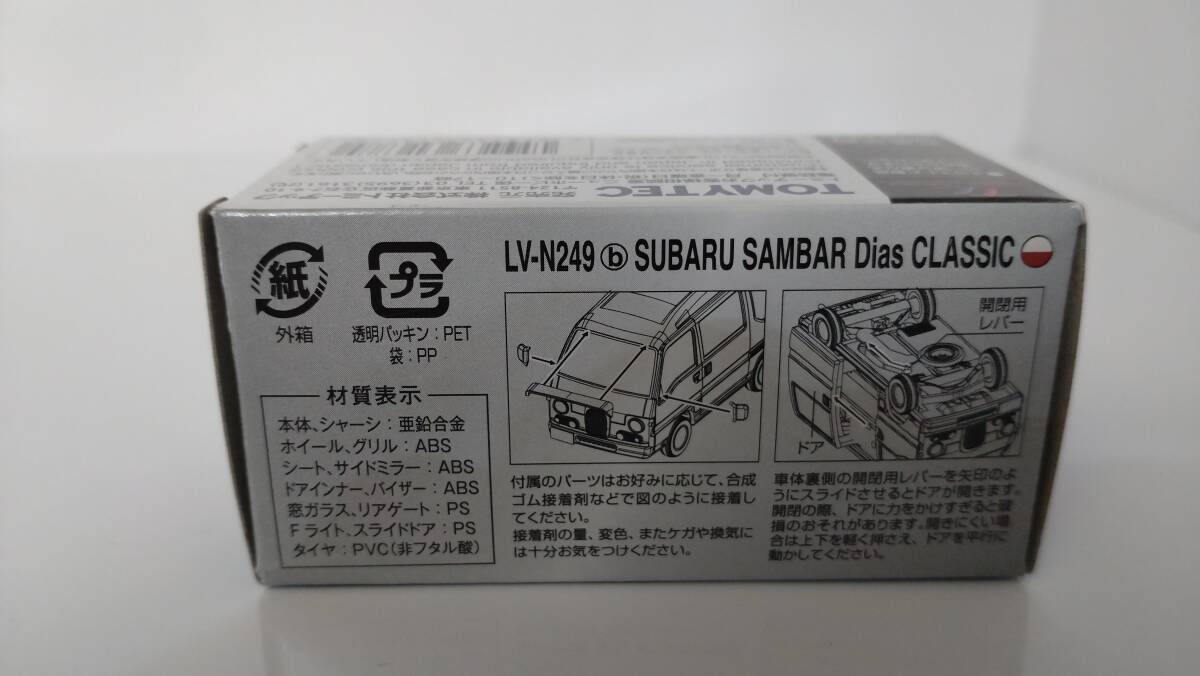 TOMYTEC
LV-N249 ⓑ SUBARU SAMBAR Dias CLASSIC
紙
外箱
プラ
透明パッキン:PET
袋:PP
材質表示
本体、シャーシ:亜鉛合金
ホイール、グリル:ABS
シート、サイドミラー:ABS
ドアインナー、バイザー:ABS
窓ガラス、リアゲート:PS
Fライト、スライドドア:PS
タイヤ:PVC(非フタル酸)
付属のパーツはお好みに応じて、合成
ゴム接着剤などで図のように接着し
てください。
接着剤の量、変色、またケガや換気に
は十分お気をつけください。
開閉用
レバー
ドア
車体裏側の開閉用レバーを矢印のよ
うにスライドさせるとドアが開きます。
開閉の際、ドアに力をかけすぎると破
損のおそれがあります。開きにくい場
合は上下を軽く押さえ、ドアを平行に
動かしてください。